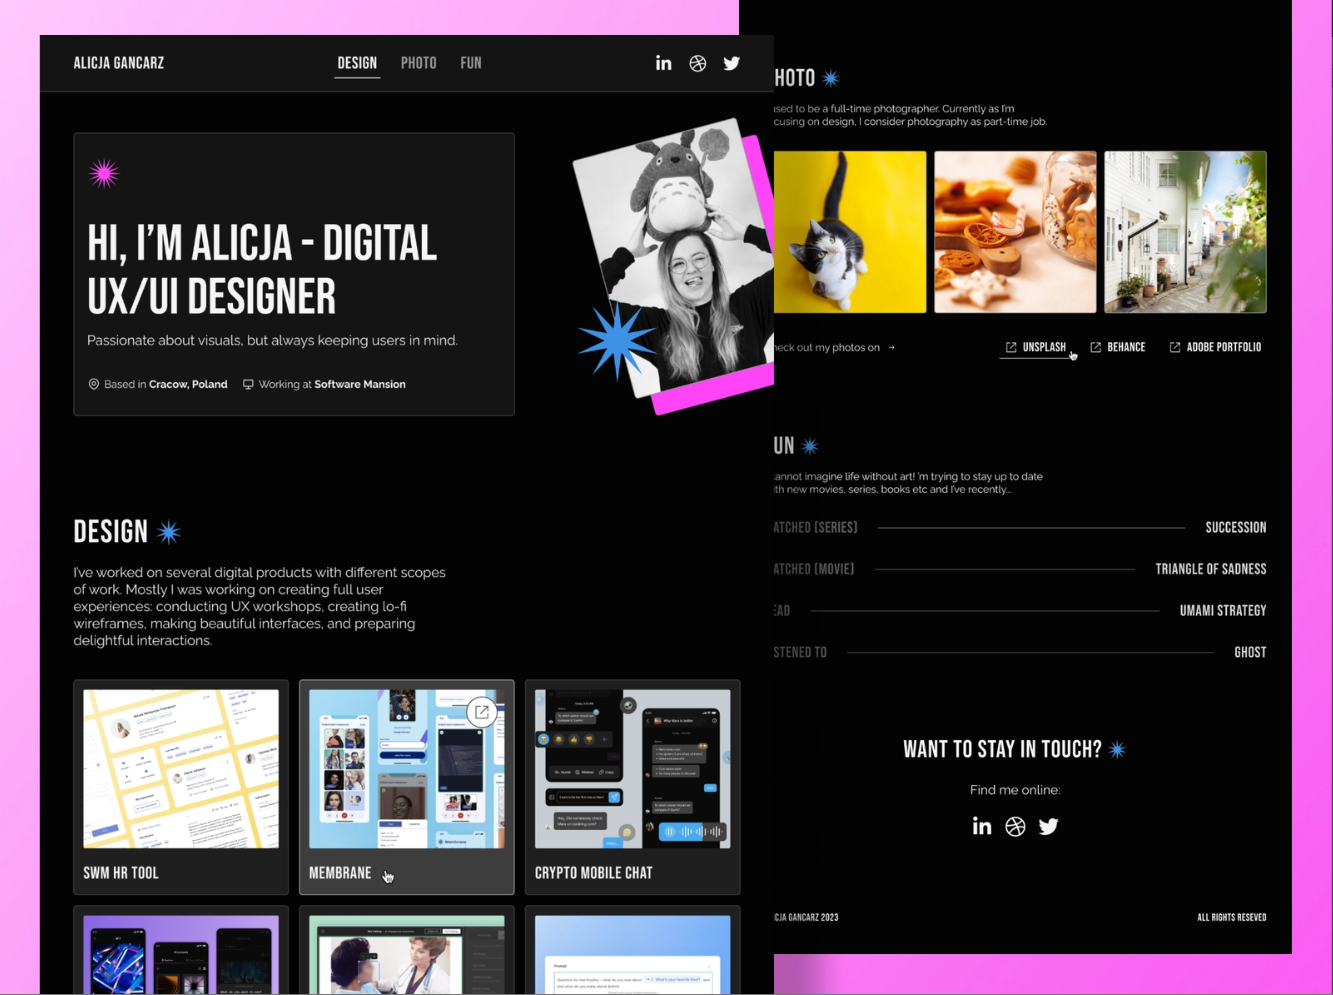 ALICJA GANCARZ
DESIGN PHOTO FUN
in
HI, I'M ALICJA - DIGITAL
UX/UI DESIGNER
Passionate about visuals, but always keeping users in mind.
Based in Cracow, Poland Working at Software Mansion
DESIGN
I've worked on several digital products with different scopes
of work. Mostly I was working on creating full user
experiences: conducting UX workshops, creating lo-fi
wireframes, making beautiful interfaces, and preparing
delightful interactions.
SWM HR TOOL
MEMBRANE
CRYPTO MOBILE CHAT
HOTO
used to be a full-time photographer. Currently as I'm
cusing on design, I consider photography as part-time job.
heck out my photos on →
UNSPLASH BEHANCE ADOBE PORTFOLIO
UN
cannot imagine life without art! 'm trying to stay up to date
ith new movies, series, books etc and I've recently...
ATCHED (SERIES) SUCCESSION
ATCHED (MOVIE) TRIANGLE OF SADNESS
EAD UMAMI STRATEGY
STENED TO GHOST
WANT TO STAY IN TOUCH?
Find me online:
in
CJA GANCARZ 2023
ALL RIGHTS RESEVED